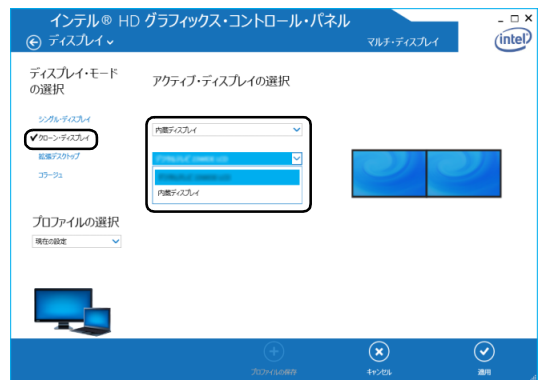 インテル® HD グラフィックス・コントロール・パネル
ディスプレイ
マルチ・ディスプレイ
intel
ディスプレイ・モード
の選択
シングル・ディスプレイ
✓クローン・ディスプレイ
拡張デスクトップ
コラージュ
プロファイルの選択
現在の設定
アクティブ・ディスプレイの選択
内蔵ディスプレイ
内蔵ディスプレイ
プロファイルの保存
キャンセル
適用